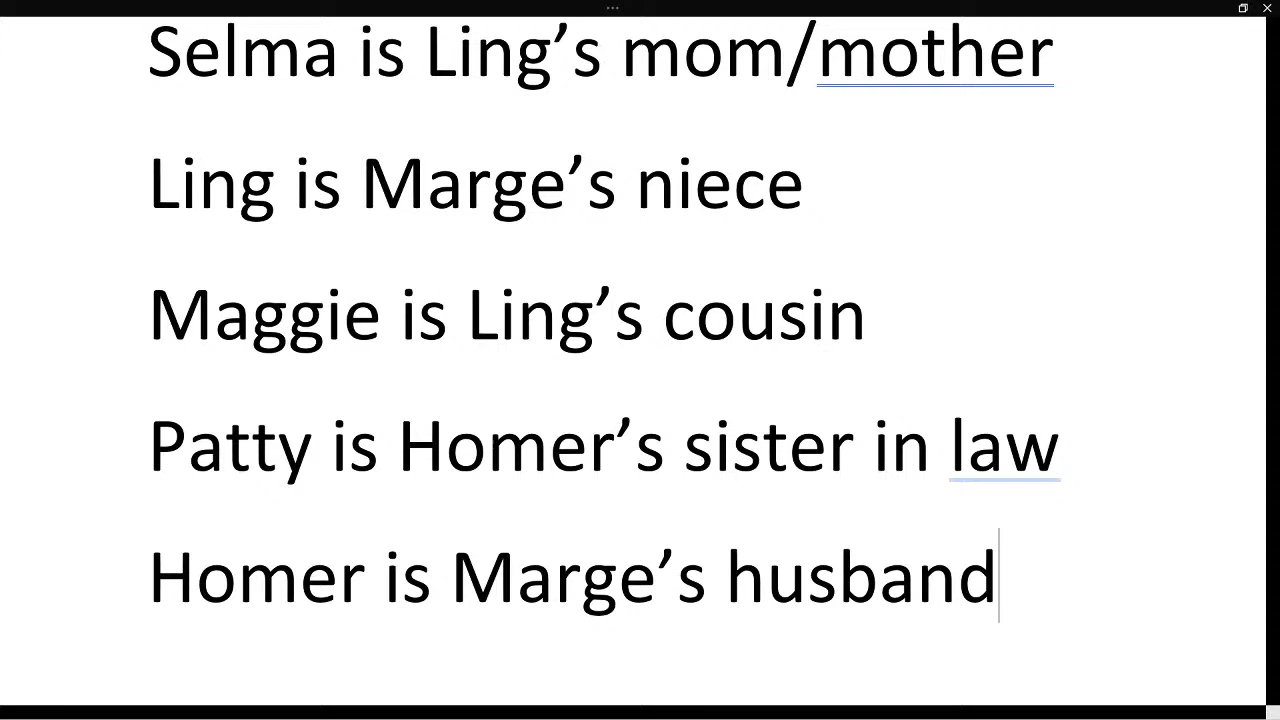 Selma is Ling’s mom/mother
Ling is Marge’s niece
Maggie is Ling’s cousin
Patty is Homer’s sister in law
Homer is Marge’s husband